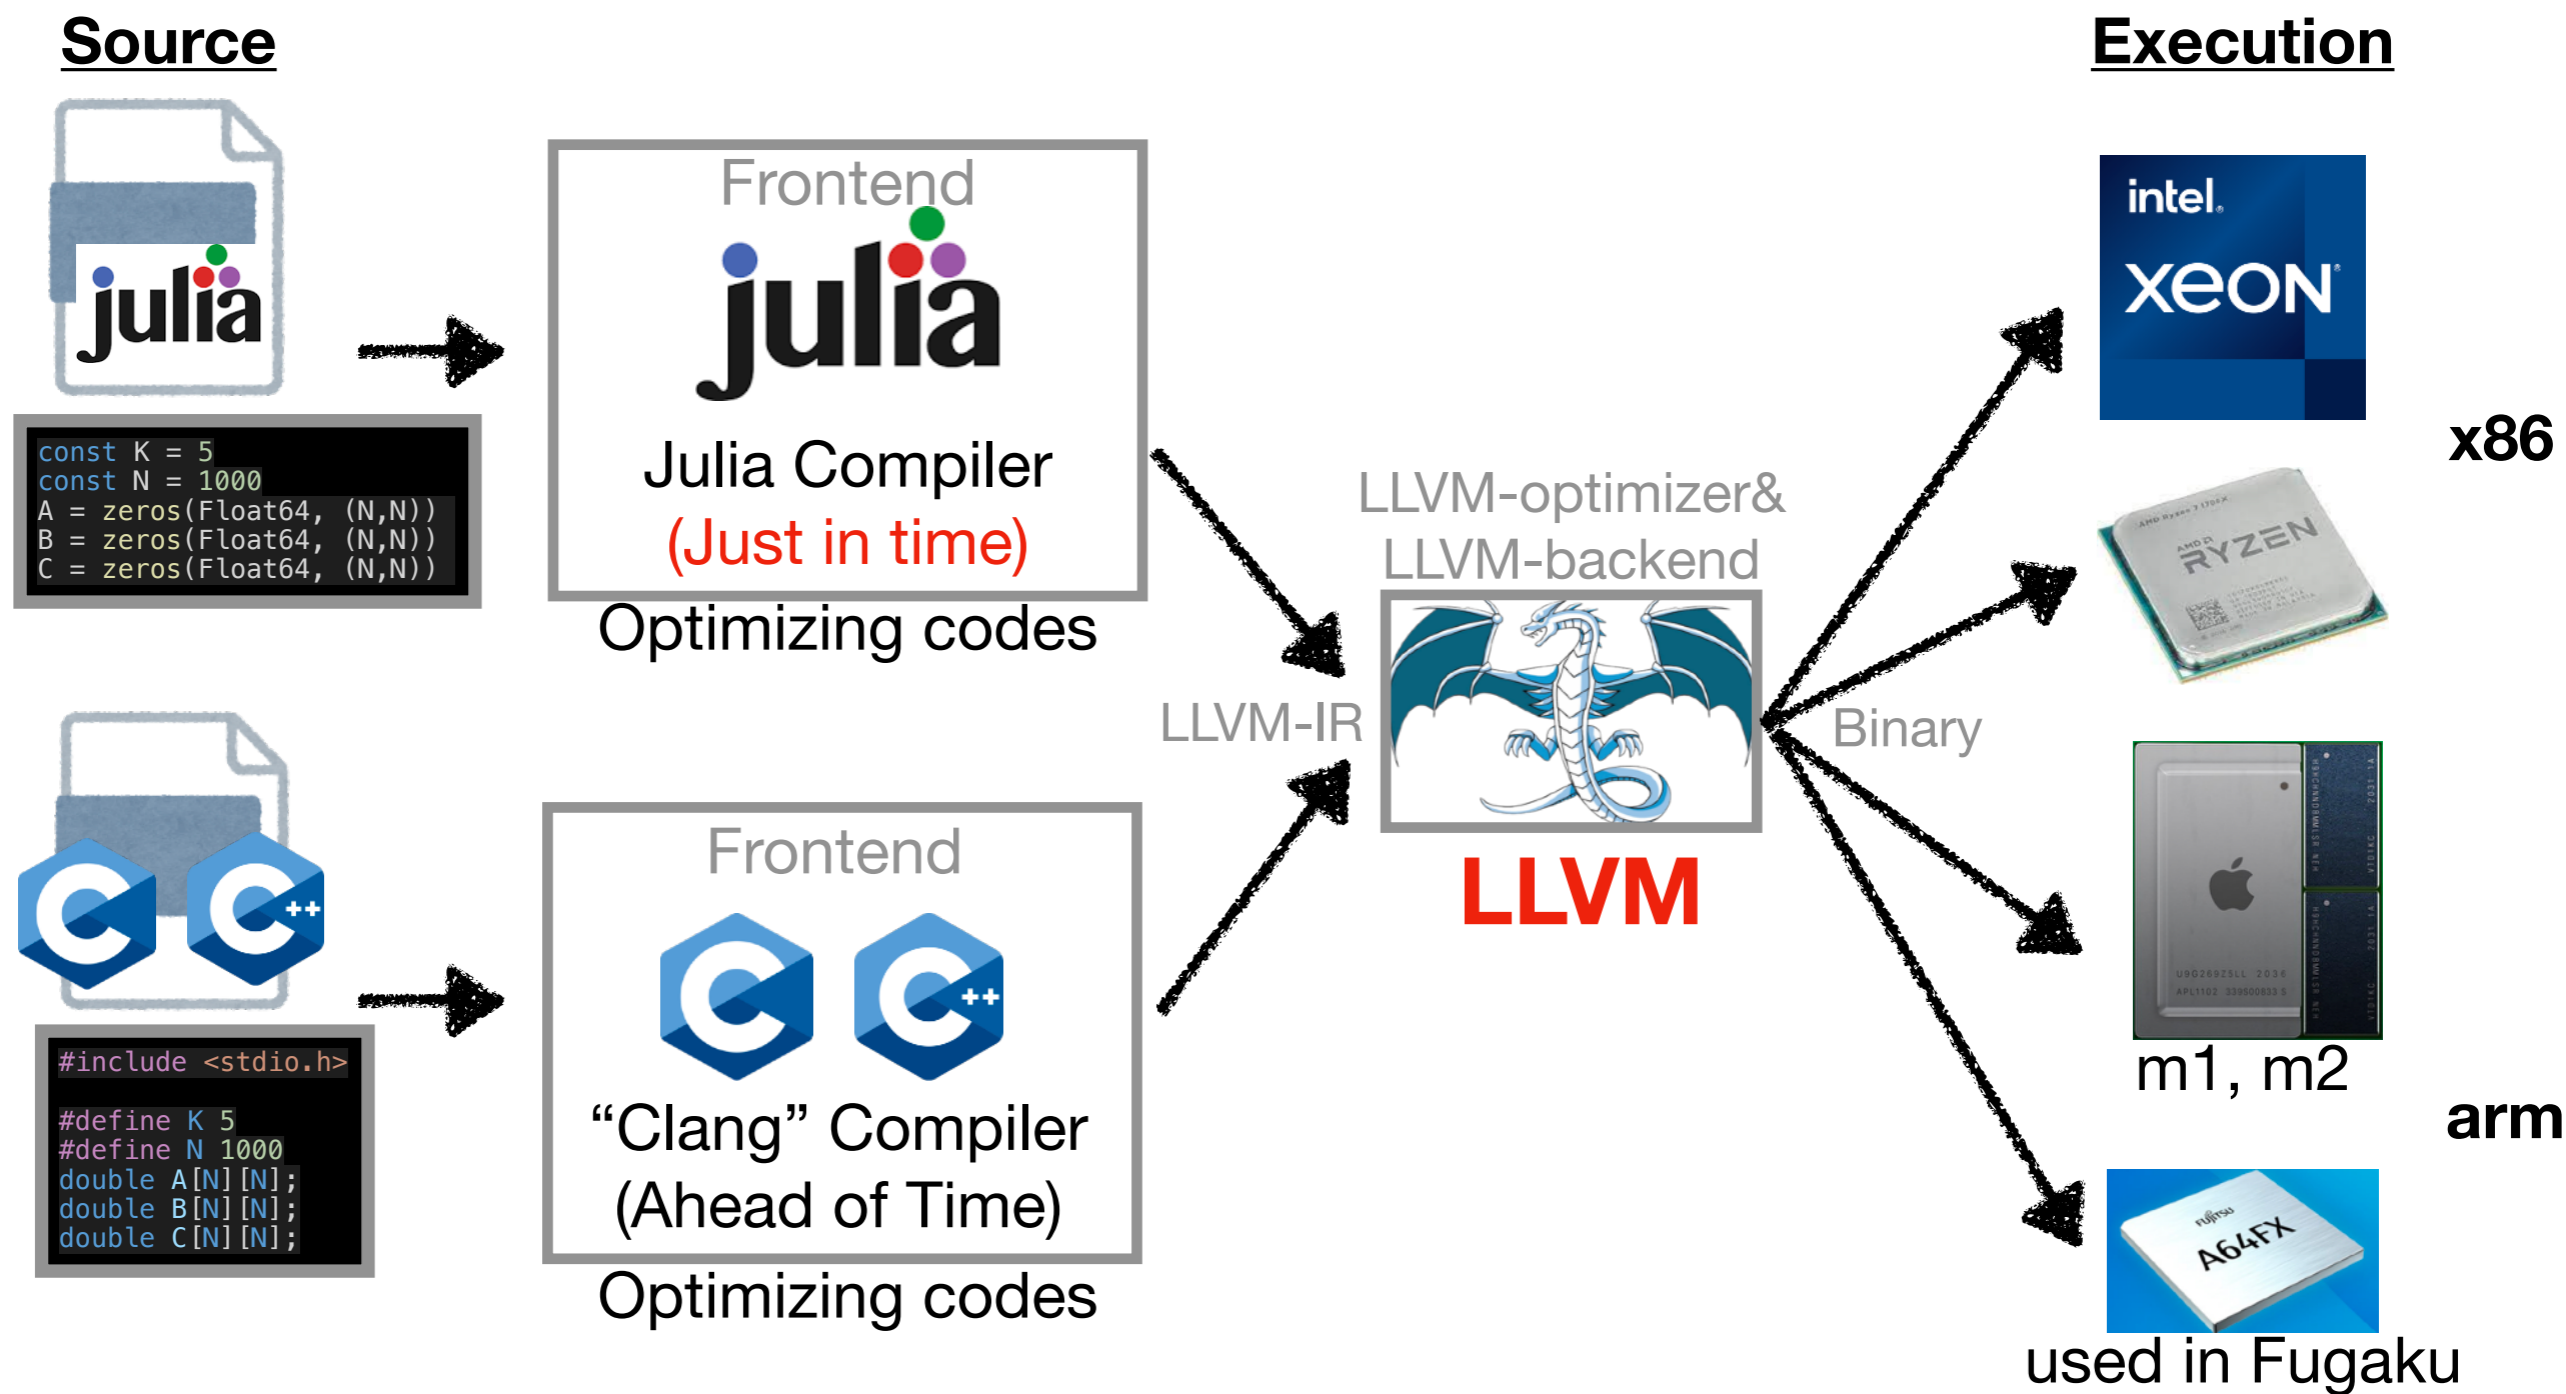 Source
Execution
julia
const K = 5
const N = 1000
A = zeros(Float64, (N,N))
B = zeros(Float64, (N,N))
C = zeros(Float64, (N,N))
Frontend
julia
Julia Compiler
(Just in time)
Optimizing codes
C
C++
#include <stdio.h>
#define K 5
#define N 1000
double A[N][N];
double B[N][N];
double C[N][N];
Frontend
C
C++
“Clang” Compiler
(Ahead of Time)
Optimizing codes
LLVM-IR
LLVM-optimizer&
LLVM-backend
LLVM
Binary
intel.
xeon
x86
RYZEN
m1, m2
arm
FUJITSU
A64FX
used in Fugaku